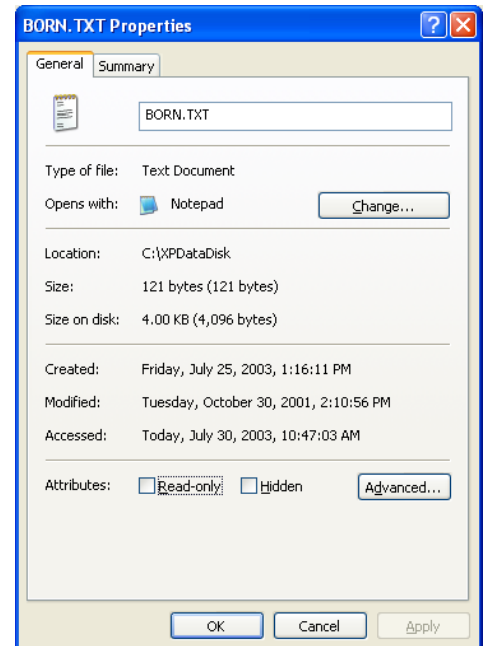 BORN.TXT Properties
General Summary
BORN.TXT
Type of file: Text Document
Opens with: Notepad Change...
Location: C:\XPDataDisk
Size: 121 bytes (121 bytes)
Size on disk: 4.00 KB (4,096 bytes)
Created: Friday, July 25, 2003, 1:16:11 PM
Modified: Tuesday, October 30, 2001, 2:10:56 PM
Accessed: Today, July 30, 2003, 10:47:03 AM
Attributes: Read-only Hidden Advanced...
OK Cancel Apply